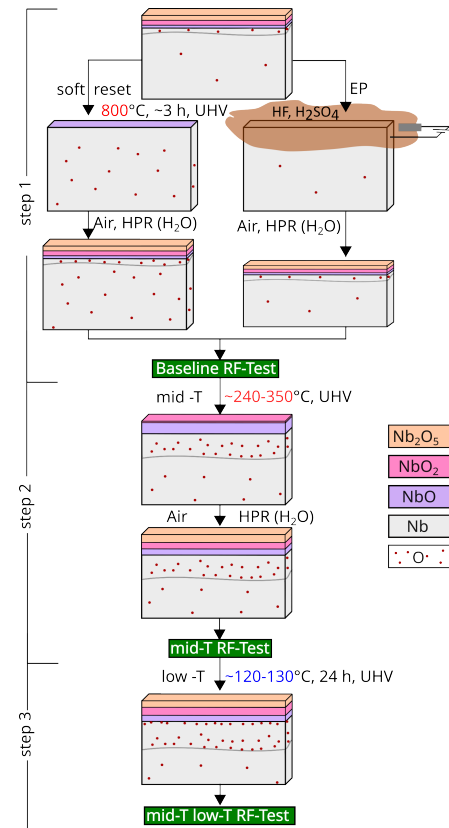 soft reset
EP
800°C, ~3 h, UHV
HF, H₂SO₄
step 1
Air, HPR (H₂O)
Air, HPR (H₂O)
Baseline RF-Test
mid -T ~240-350°C, UHV
Nb₂O₅
NbO₂
NbO
Nb
O
step 2
Air HPR (H₂O)
mid-T RF-Test
low -T ~120-130°C, 24 h, UHV
step 3
mid-T low-T RF-Test